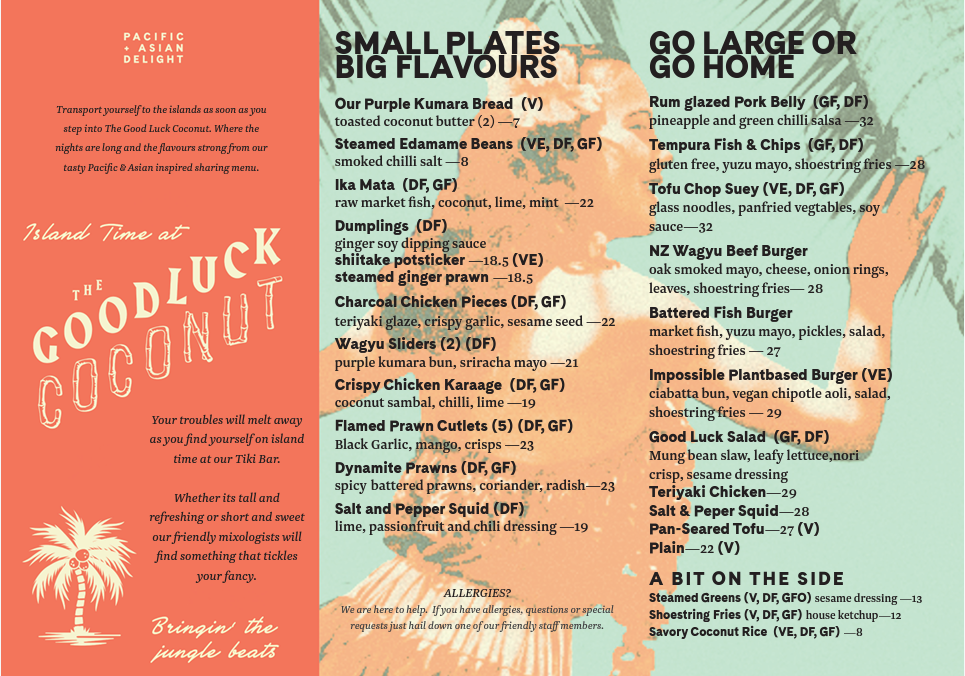 PACIFIC
+ ASIAN
DELIGHT
Transport yourself to the islands as soon as you
step into The Good Luck Coconut. Where the
nights are long and the flavours strong from our
tasty Pacific & Asian inspired sharing menu.
Island Time at
THE
GOODLUCK
COCONUT
Your troubles will melt away
as you find yourself on island
time at our Tiki Bar.
Whether its tall and
refreshing or short and sweet
our friendly mixologists will
find something that tickles
your fancy.
Bringin' the
jungle beats
SMALL PLATES
BIG FLAVOURS
Our Purple Kumara Bread (V)
toasted coconut butter (2) —7
Steamed Edamame Beans (VE, DF, GF)
smoked chilli salt —8
Ika Mata (DF, GF)
raw market fish, coconut, lime, mint —22
Dumplings (DF)
ginger soy dipping sauce
shiitake potsticker —18.5 (VE)
steamed ginger prawn —18.5
Charcoal Chicken Pieces (DF, GF)
teriyaki glaze, crispy garlic, sesame seed —22
Wagyu Sliders (2) (DF)
purple kumara bun, sriracha mayo —21
Crispy Chicken Karaage (DF, GF)
coconut sambal, chilli, lime —19
Flamed Prawn Cutlets (5) (DF, GF)
Black Garlic, mango, crisps —23
Dynamite Prawns (DF, GF)
spicy battered prawns, coriander, radish—23
Salt and Pepper Squid (DF)
lime, passionfruit and chili dressing —19
ALLERGIES?
We are here to help. If you have allergies, questions or special
requests just hail down one of our friendly staff members.
GO LARGE OR
GO HOME
Rum glazed Pork Belly (GF, DF)
pineapple and green chilli salsa —32
Tempura Fish & Chips (GF, DF)
gluten free, yuzu mayo, shoestring fries —28
Tofu Chop Suey (VE, DF, GF)
glass noodles, panfried vegtables, soy
sauce—32
NZ Wagyu Beef Burger
oak smoked mayo, cheese, onion rings,
leaves, shoestring fries— 28
Battered Fish Burger
market fish, yuzu mayo, pickles, salad,
shoestring fries — 27
Impossible Plantbased Burger (VE)
ciabatta bun, vegan chipotle aoli, salad,
shoestring fries — 29
Good Luck Salad (GF, DF)
Mung bean slaw, leafy lettuce,nori
crisp, sesame dressing
Teriyaki Chicken—29
Salt & Peper Squid—28
Pan-Seared Tofu—27 (V)
Plain—22 (V)
A BIT ON THE SIDE
Steamed Greens (V, DF, GFO) sesame dressing —13
Shoestring Fries (V, DF, GF) house ketchup—12
Savory Coconut Rice (VE, DF, GF) —8